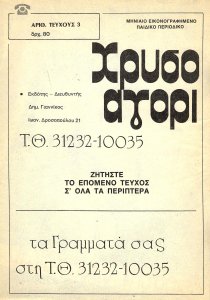 ΑΡΙΘ. ΤΕΥΧΟΥΣ 3
δρχ. 80
ΜΗΝΙΑΙΟ ΕΙΚΟΝΟΓΡΑΦΗΜΕΝΟ
ΠΑΙΔΙΚΟ ΠΕΡΙΟΔΙΚΟ
χρυσο
αγορι
• Εκδότης – Διευθυντής
Δημ. Γιαννίκος
Ιωαν. Δροσοπούλου 21
Τ.Θ. 31232-10035
ΖΗΤΗΣΤΕ
ΤΟ ΕΠΟΜΕΝΟ ΤΕΥΧΟΣ
Σ' ΟΛΑ ΤΑ ΠΕΡΙΠΤΕΡΑ
τα Γράμματά σας
στη Τ.Θ. 31232-10035